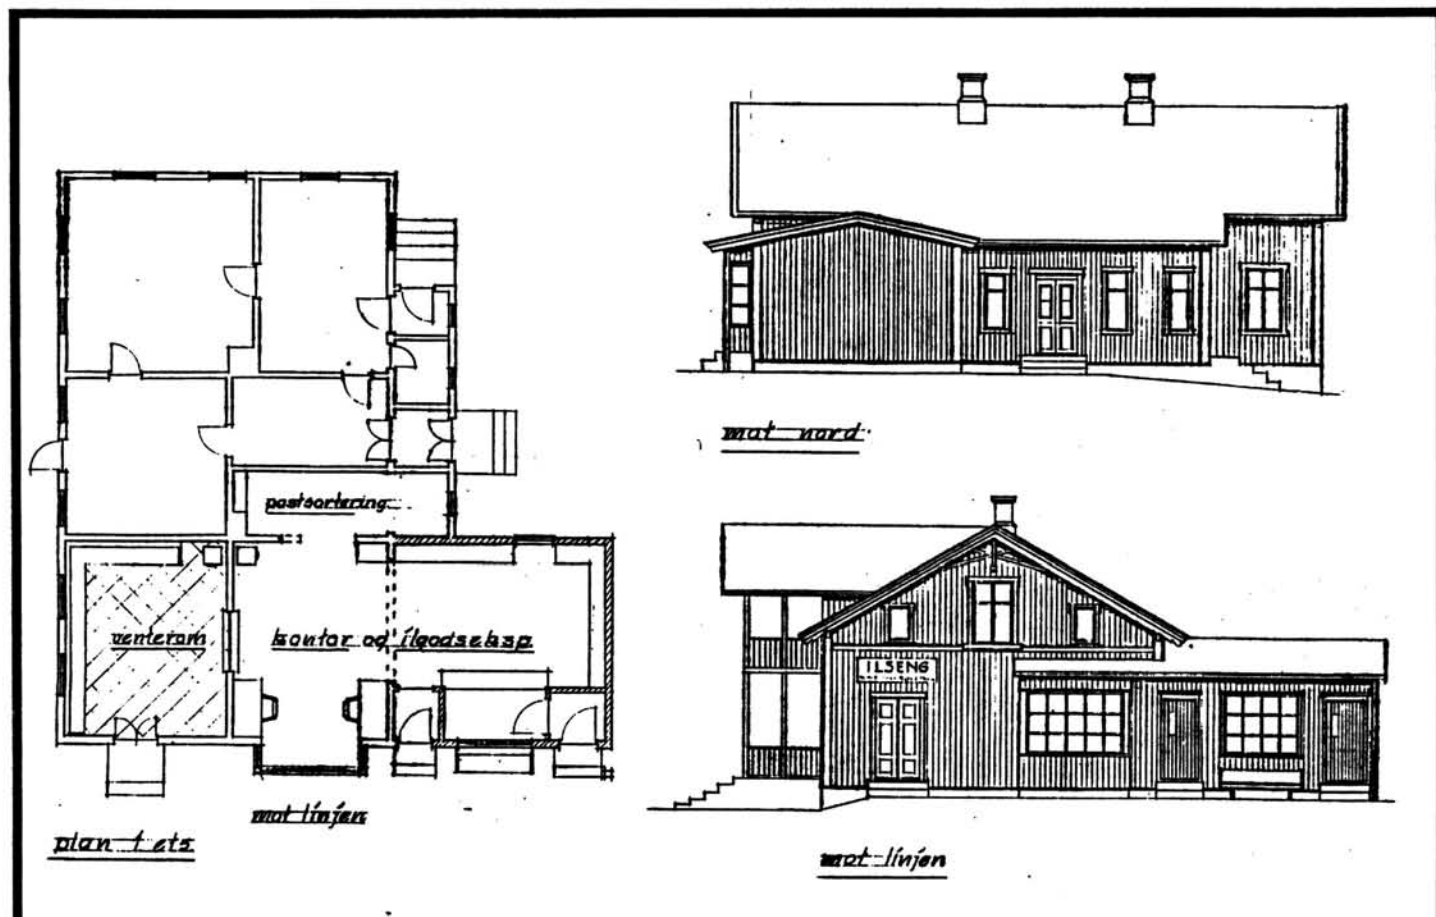 postsortering
venterom
kontor og ilgodseksp.
mot linjen
plan 1 ets
mot nord
ILSENG
mot linjen